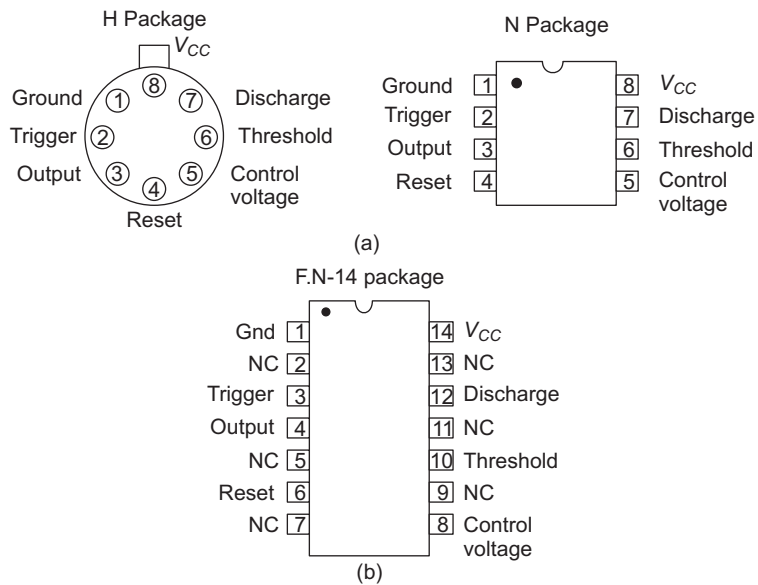 H Package
V_CC
Ground 1 8 7 Discharge
Trigger 2 6 Threshold
Output 3 4 5 Control
voltage
Reset
N Package
Ground 1 8 V_CC
Trigger 2 7 Discharge
Output 3 6 Threshold
Reset 4 5 Control
voltage
(a)
F.N-14 package
Gnd 1 14 V_CC
NC 2 13 NC
Trigger 3 12 Discharge
Output 4 11 NC
NC 5 10 Threshold
Reset 6 9 NC
NC 7 8 Control
voltage
(b)